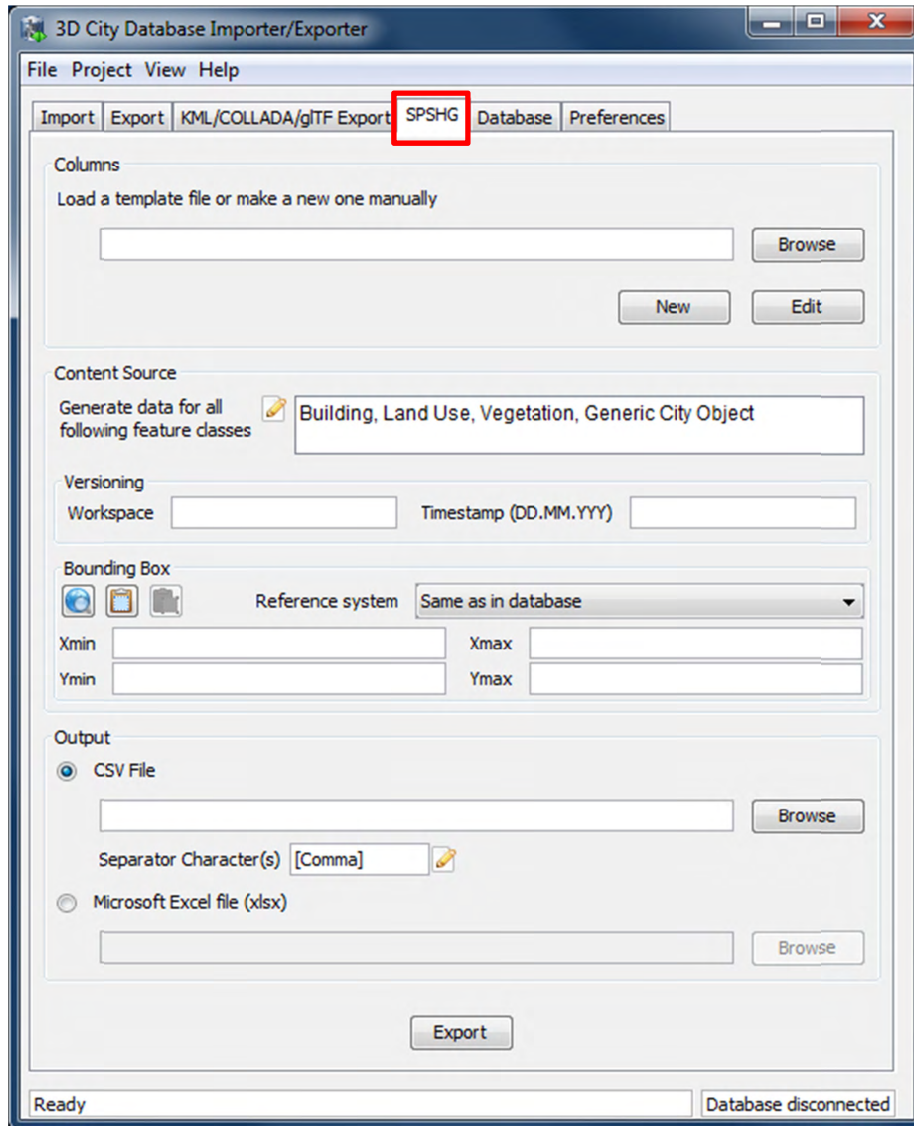 3D City Database Importer/Exporter
File Project View Help
Import Export KML/COLLADA/glTF Export SPSHG Database Preferences
Columns
Load a template file or make a new one manually
Browse
New Edit
Content Source
Generate data for all
following feature classes
Building, Land Use, Vegetation, Generic City Object
Versioning
Workspace Timestamp (DD.MM.YYY)
Bounding Box
Reference system Same as in database
Xmin Xmax
Ymin Ymax
Output
CSV File
Browse
Separator Character(s) [Comma]
Microsoft Excel file (xlsx)
Browse
Export
Ready Database disconnected